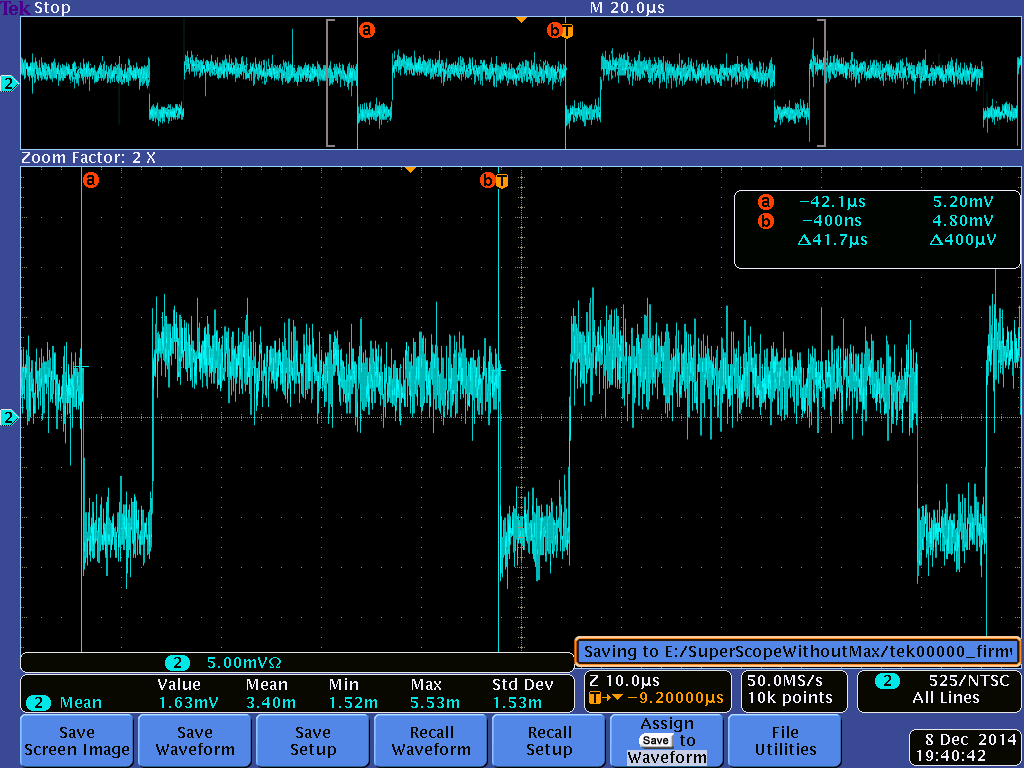 Tek Stop M 20.0µs
a b T
2
Zoom Factor: 2 X
a b T
a −42.1µs 5.20mV
b −400ns 4.80mV
Δ41.7µs Δ400µV
2
Saving to E:/SuperScopeWithoutMax/tek00000_firm
2 5.00mVΩ
Value Mean Min Max Std Dev
2 Mean 1.63mV 3.40m 1.52m 5.53m 1.53m
Z 10.0µs
T→▼−9.20000µs
50.0MS/s
10k points
2 525/NTSC
All Lines
Save
Screen Image
Save
Waveform
Save
Setup
Recall
Waveform
Recall
Setup
Assign
Save to
Waveform
File
Utilities
8 Dec 2014
19:40:42